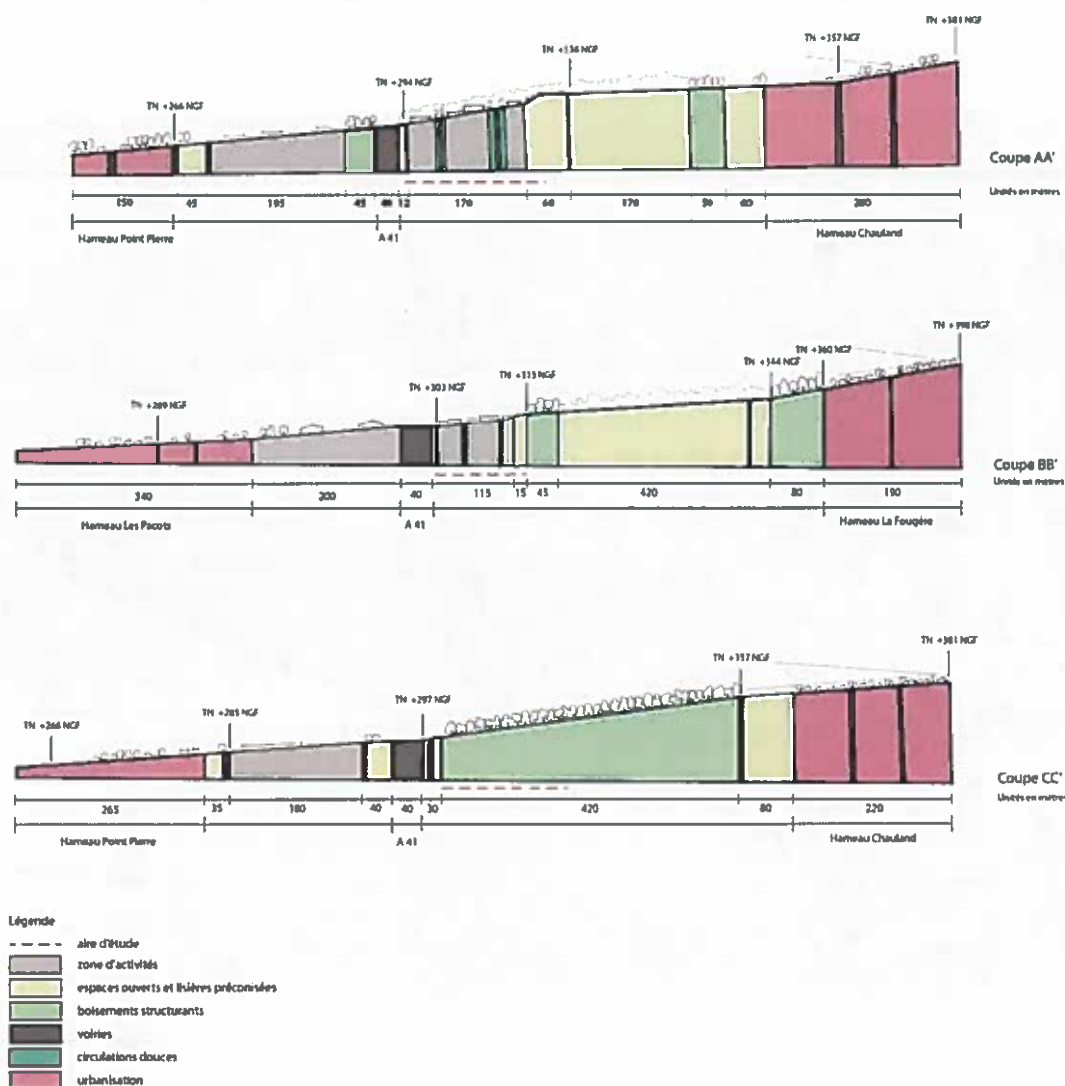 TN +381 NGF
TN +357 NGF
TN +336 NGF
TN +294 NGF
TN +266 NGF
Coupe AA'
Unités en mètres
150 45 195 45 40 12 170 60 170 50 60 280
Hameau Point Pierre A 41 Hameau Chauland
TN +398 NGF
TN +360 NGF
TN +344 NGF
TN +315 NGF
TN +303 NGF
TN +289 NGF
Coupe BB'
Unités en mètres
340 200 40 115 15 45 420 80 190
Hameau Les Pacots A 41 Hameau La Fougère
TN +381 NGF
TN +357 NGF
TN +297 NGF
TN +285 NGF
TN +266 NGF
Coupe CC'
Unités en mètres
265 35 180 40 40 30 420 80 220
Hameau Point Pierre A 41 Hameau Chauland
Légende
aire d'étude
zone d'activités
espaces ouverts et lisières préconisées
boisements structurants
voiries
circulations douces
urbanisation